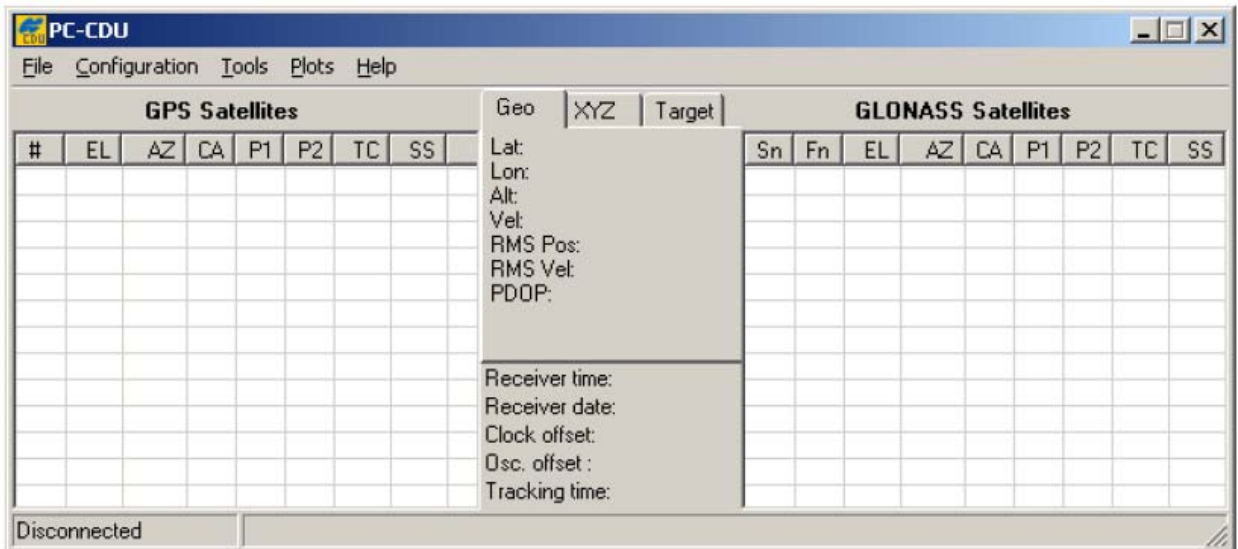 CDU PC-CDU
File Configuration Tools Plots Help
GPS Satellites
# EL AZ CA P1 P2 TC SS
Geo XYZ Target
Lat:
Lon:
Alt:
Vel:
RMS Pos:
RMS Vel:
PDOP:
Receiver time:
Receiver date:
Clock offset:
Osc. offset :
Tracking time:
GLONASS Satellites
Sn Fn EL AZ CA P1 P2 TC SS
Disconnected